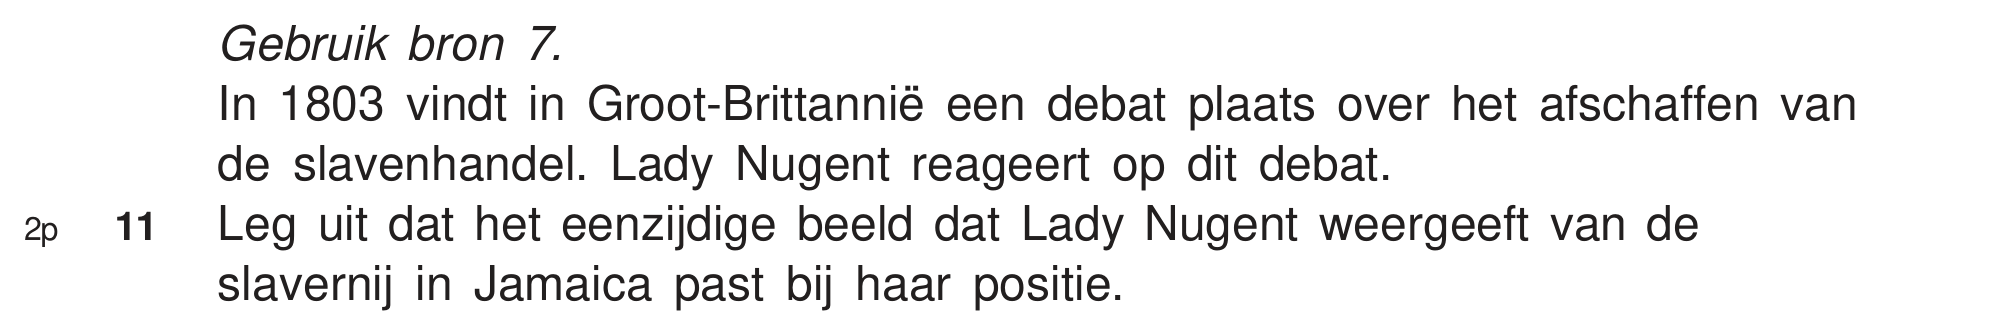 Gebruik bron 7.
In 1803 vindt in Groot-Brittannië een debat plaats over het afschaffen van
de slavenhandel. Lady Nugent reageert op dit debat.
2p 11 Leg uit dat het eenzijdige beeld dat Lady Nugent weergeeft van de
slavernij in Jamaica past bij haar positie.